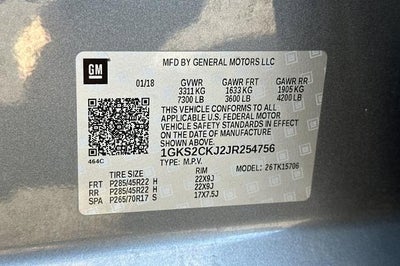 GM
MFD BY GENERAL MOTORS LLC
01/18 GVWR GAWR FRT GAWR RR
3311 KG 1633 KG 1905 KG
7300 LB 3600 LB 4200 LB
THIS VEHICLE CONFORMS TO ALL
APPLICABLE U.S. FEDERAL MOTOR
VEHICLE SAFETY STANDARDS IN EFFECT ON
THE DATE OF MANUFACTURE SHOWN ABOVE.
1GKS2CKJ2JR254756
464C TYPE: M.P.V. MODEL: 26TK15706
TIRE SIZE RIM
FRT P285/45R22 H 22X9J
RR P285/45R22 H 22X9J
SPA P265/70R17 S 17X7.5J